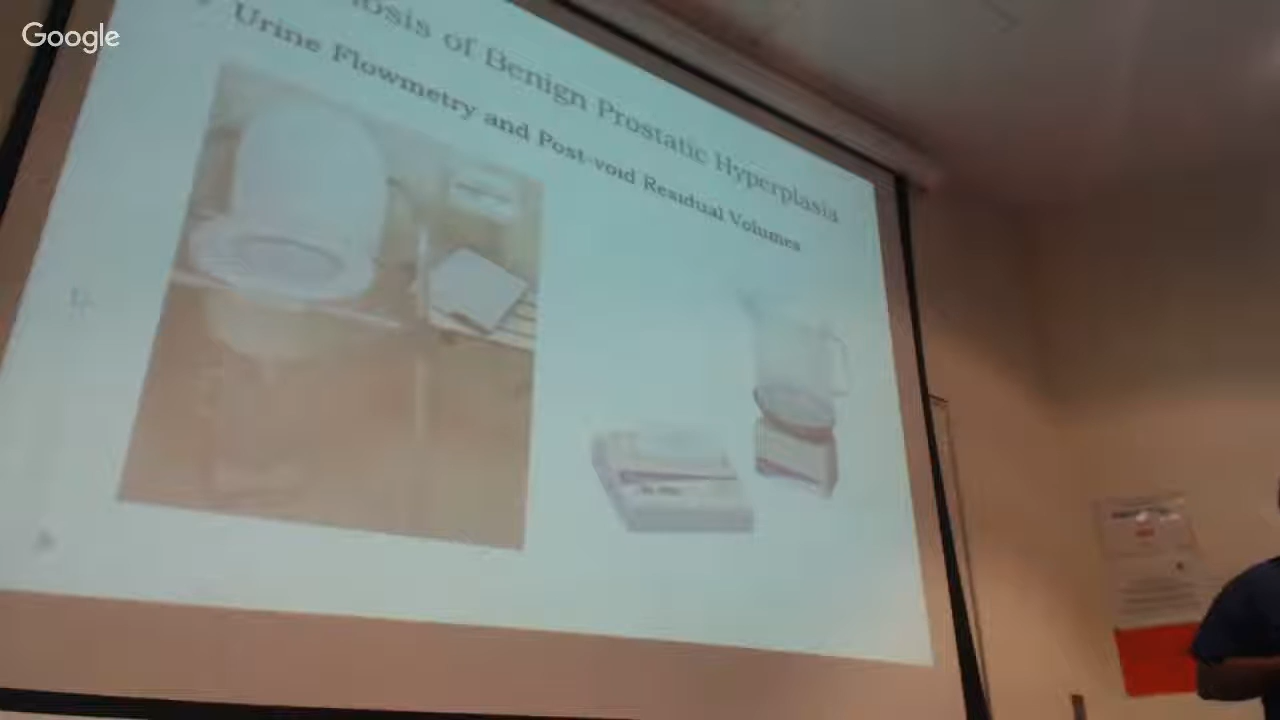 Google
osis of Benign Prostatic Hyperplasia
Urine Flowmetry and Post-void Residual Volumes